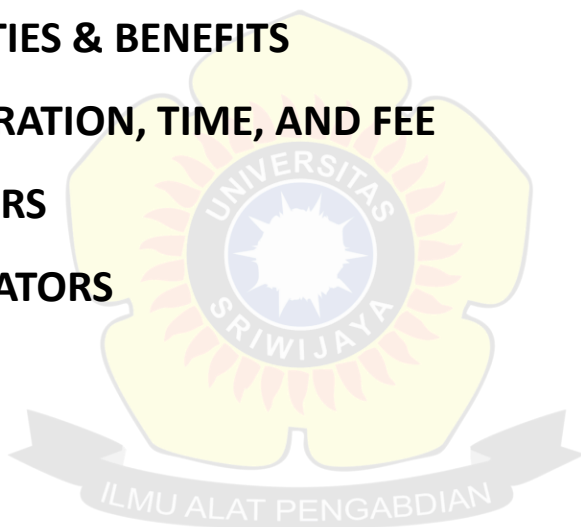 TIES & BENEFITS
RATION, TIME, AND FEE
RS
ATORS
UNIVERSITAS
SRIWIJAYA
ILMU ALAT PENGABDIAN